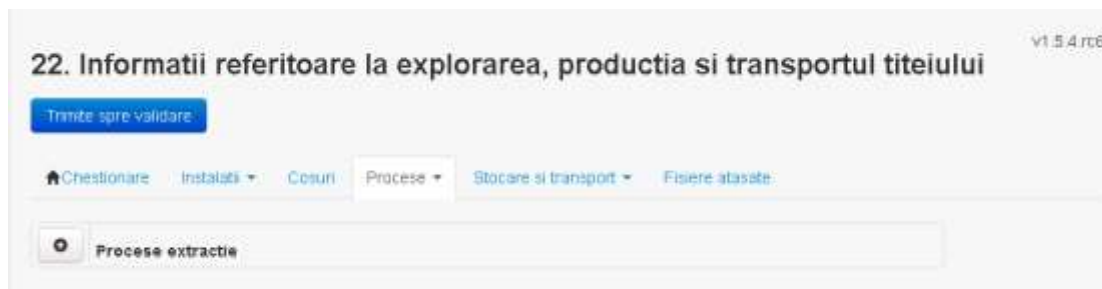 v1.5.4.rc6
22. Informatii referitoare la explorarea, productia si transportul titeiului
Trimite spre validare
Chestionare Instalatii Cosuri Procese Stocare si transport Fisiere atasate
Procese extractie